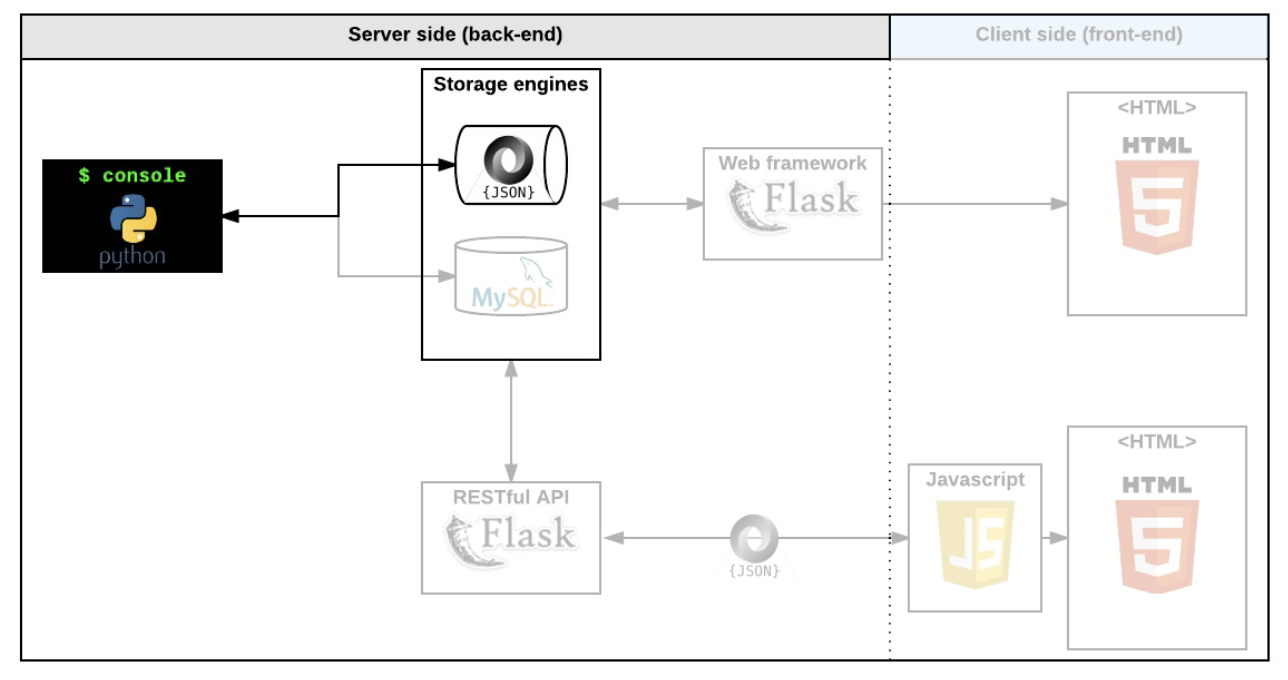 Server side (back-end)
Client side (front-end)
Storage engines
{JSON}
MySQL
$ console
python
Web framework
Flask
<HTML>
HTML
5
RESTful API
Flask
{JSON}
Javascript
JS
<HTML>
HTML
5